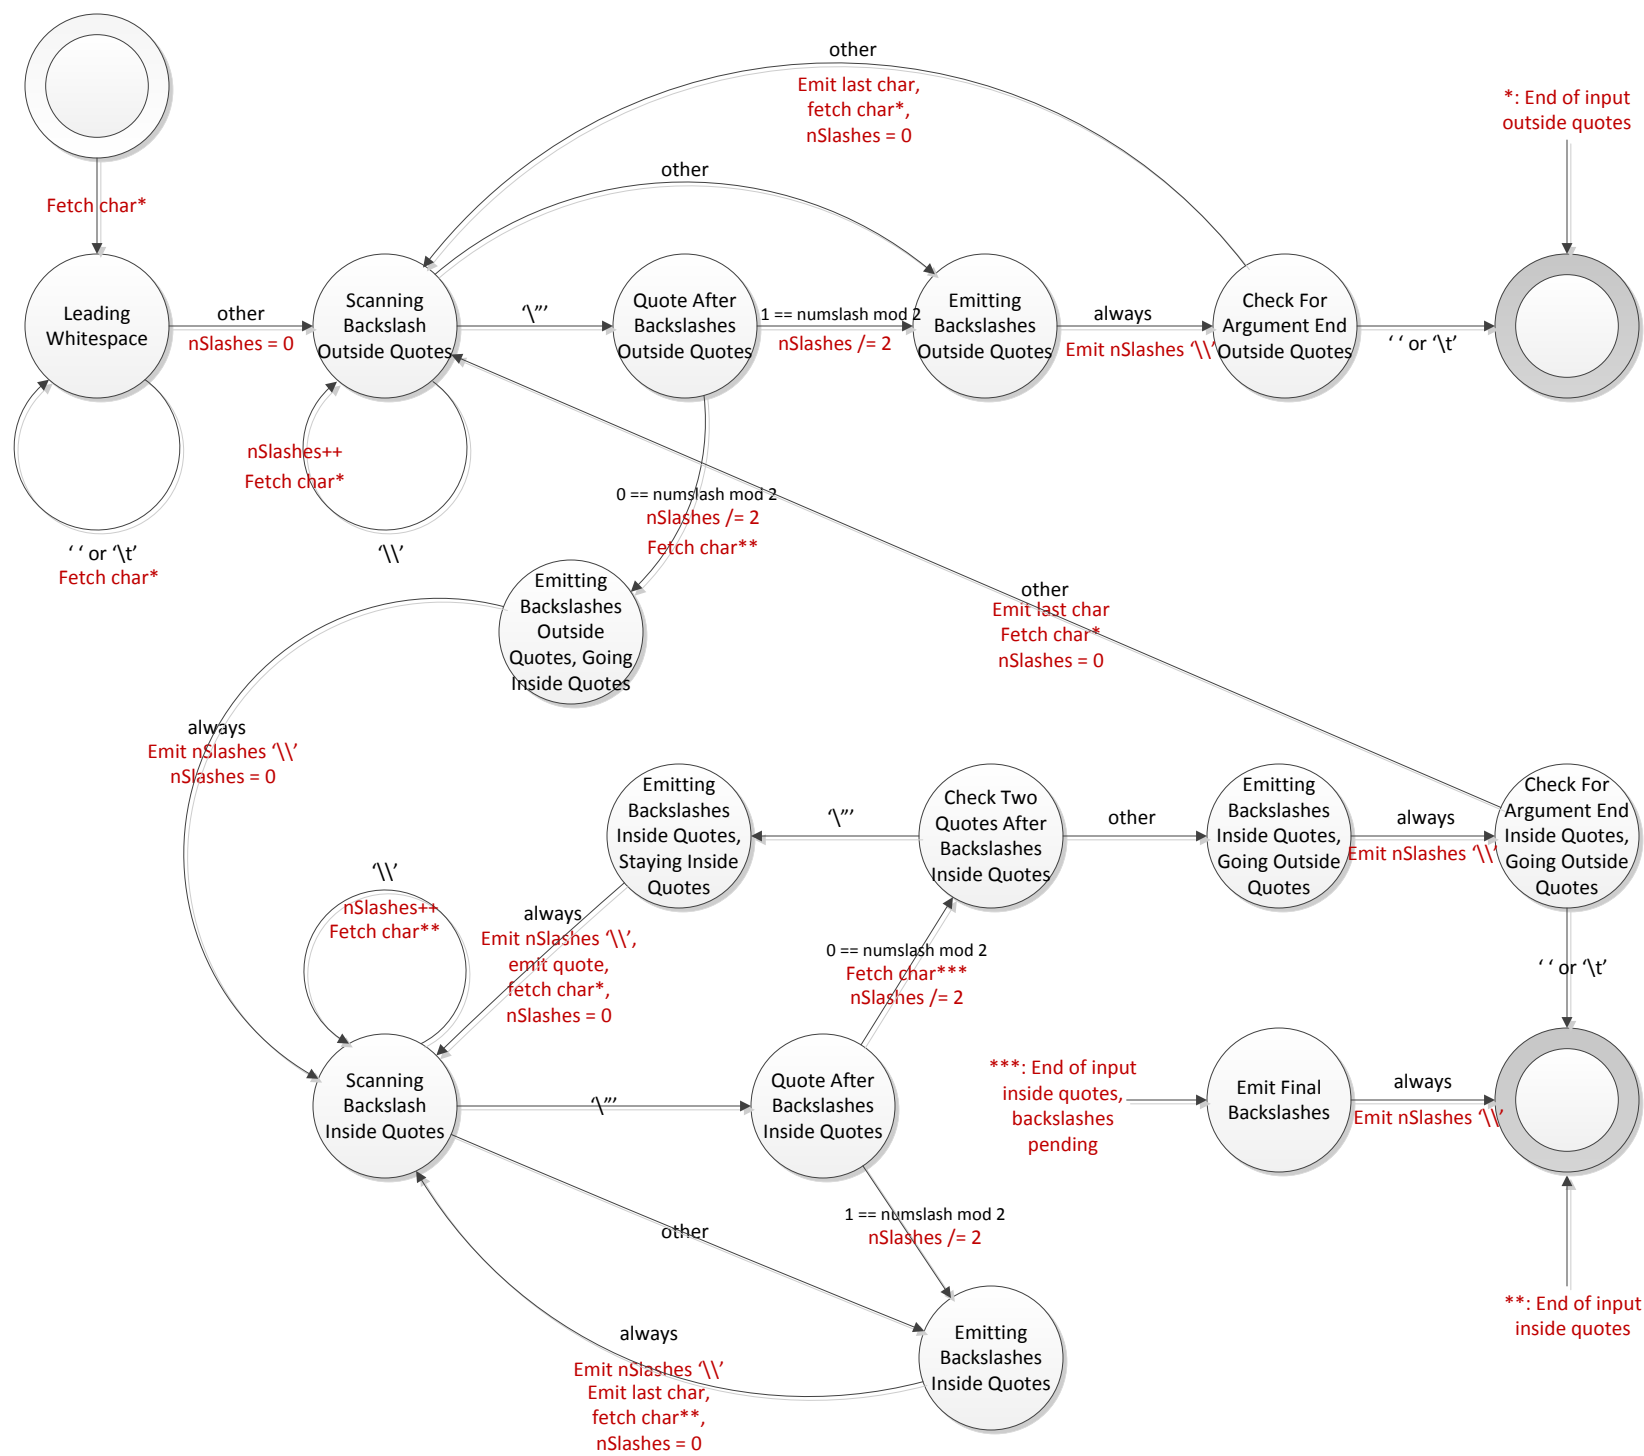 other
Emit last char,
fetch char*,
nSlashes = 0
*: End of input
outside quotes
other
Fetch char*
Leading
Whitespace
other
nSlashes = 0
Scanning
Backslash
Outside Quotes
‘\”’
Quote After
Backslashes
Outside Quotes
1 == numslash mod 2
nSlashes /= 2
Emitting
Backslashes
Outside Quotes
always
Emit nSlashes ‘\\’
Check For
Argument End
Outside Quotes
‘ ‘ or ‘\t’
nSlashes++
Fetch char*
‘\\’
‘ ‘ or ‘\t’
Fetch char*
0 == numslash mod 2
nSlashes /= 2
Fetch char**
Emitting
Backslashes
Outside
Quotes, Going
Inside Quotes
other
Emit last char
Fetch char*
nSlashes = 0
always
Emit nSlashes ‘\\’
nSlashes = 0
Emitting
Backslashes
Inside Quotes,
Staying Inside
Quotes
‘\”’
Check Two
Quotes After
Backslashes
Inside Quotes
other
Emitting
Backslashes
Inside Quotes,
Going Outside
Quotes
always
Emit nSlashes ‘\\’
Check For
Argument End
Inside Quotes,
Going Outside
Quotes
‘\\’
nSlashes++
Fetch char**
always
Emit nSlashes ‘\\’,
emit quote,
fetch char*,
nSlashes = 0
0 == numslash mod 2
Fetch char***
nSlashes /= 2
‘ ‘ or ‘\t’
Scanning
Backslash
Inside Quotes
‘\”’
Quote After
Backslashes
Inside Quotes
***: End of input
inside quotes,
backslashes
pending
Emit Final
Backslashes
always
Emit nSlashes ‘\\’
1 == numslash mod 2
nSlashes /= 2
other
**: End of input
inside quotes
always
Emit nSlashes ‘\\’
Emit last char,
fetch char**,
nSlashes = 0
Emitting
Backslashes
Inside Quotes